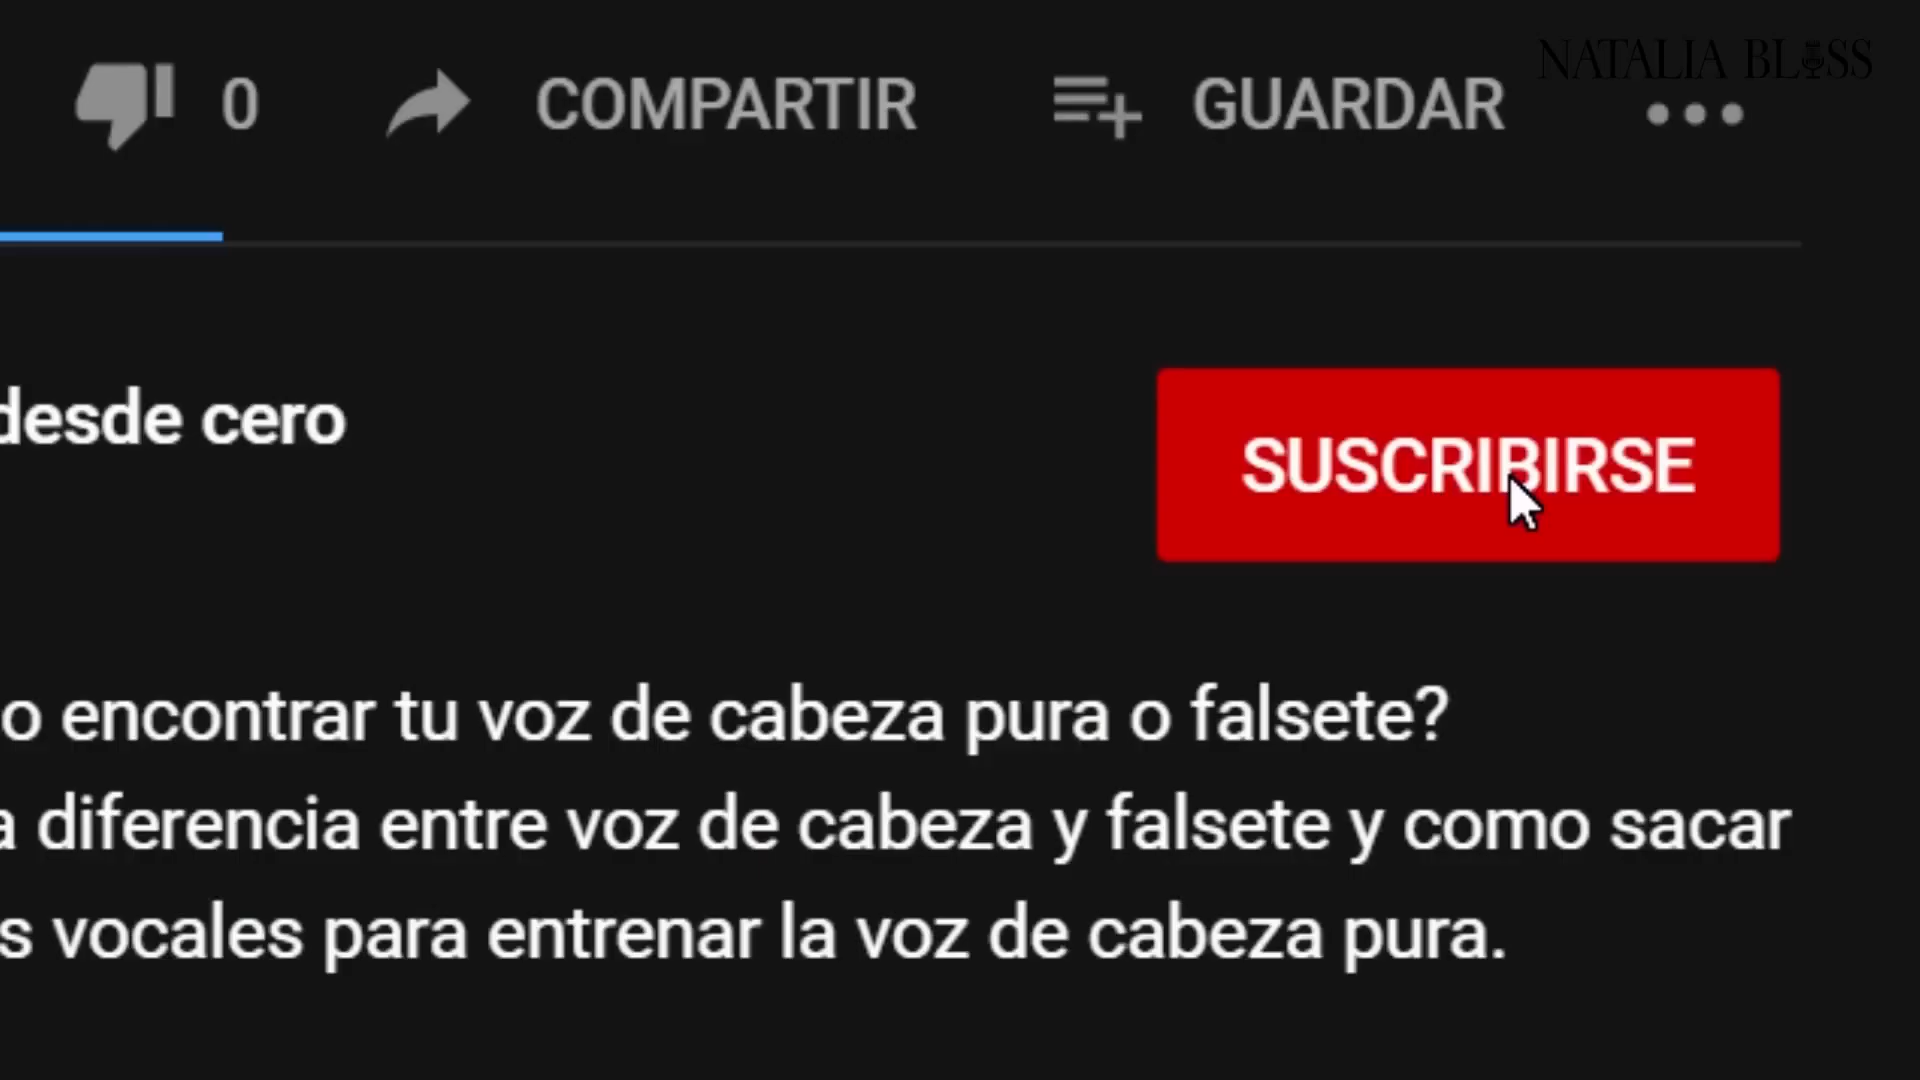 0 COMPARTIR GUARDAR
NATALIA BLISS
desde cero
SUSCRIBIRSE
o encontrar tu voz de cabeza pura o falsete?
a diferencia entre voz de cabeza y falsete y como sacar
s vocales para entrenar la voz de cabeza pura.